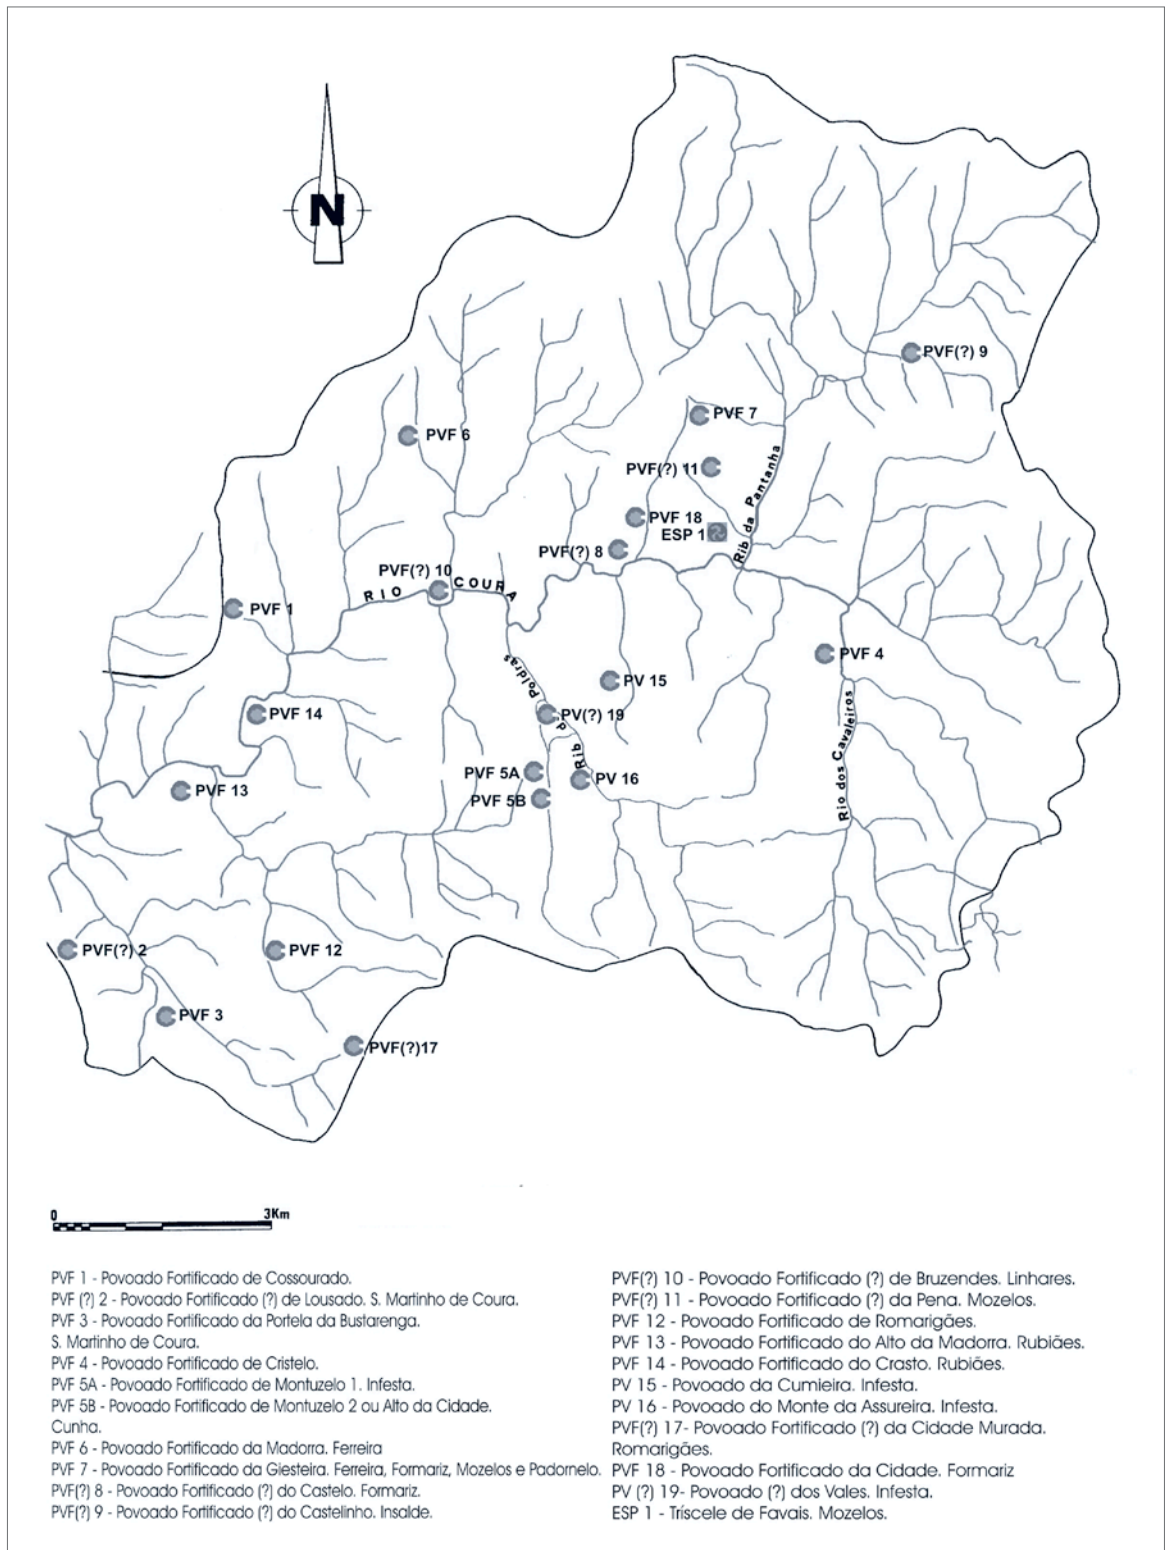 N
PVF(?) 9
PVF 7
PVF 6
PVF(?) 11
Rib da Pantanha
PVF 18
ESP 1
PVF(?) 8
PVF(?) 10
RIO COURA
PVF 1
PVF 4
PV 15
Rib d Poldras
PVF 14
PV(?) 19
Rio dos Cavaleiros
PVF 5A
PV 16
PVF 13
PVF 5B
PVF(?) 2
PVF 12
PVF 3
PVF(?)17
0 3Km
PVF 1 - Povoado Fortificado de Cossourado.
PVF (?) 2 - Povoado Fortificado (?) de Lousado. S. Martinho de Coura.
PVF 3 - Povoado Fortificado da Portela da Bustarenga.
S. Martinho de Coura.
PVF 4 - Povoado Fortificado de Cristelo.
PVF 5A - Povoado Fortificado de Montuzelo 1. Infesta.
PVF 5B - Povoado Fortificado de Montuzelo 2 ou Alto da Cidade.
Cunha.
PVF 6 - Povoado Fortificado da Madorra. Ferreira
PVF 7 - Povoado Fortificado da Giesteira. Ferreira, Formariz, Mozelos e Padornelo.
PVF(?) 8 - Povoado Fortificado (?) do Castelo. Formariz.
PVF(?) 9 - Povoado Fortificado (?) do Castelinho. Insalde.
PVF(?) 10 - Povoado Fortificado (?) de Bruzendes. Linhares.
PVF(?) 11 - Povoado Fortificado (?) da Pena. Mozelos.
PVF 12 - Povoado Fortificado de Romarigães.
PVF 13 - Povoado Fortificado do Alto da Madorra. Rubiães.
PVF 14 - Povoado Fortificado do Crasto. Rubiães.
PV 15 - Povoado da Cumieira. Infesta.
PV 16 - Povoado do Monte da Assureira. Infesta.
PVF(?) 17- Povoado Fortificado (?) da Cidade Murada.
Romarigães.
PVF 18 - Povoado Fortificado da Cidade. Formariz
PV (?) 19- Povoado (?) dos Vales. Infesta.
ESP 1 - Tríscele de Favais. Mozelos.